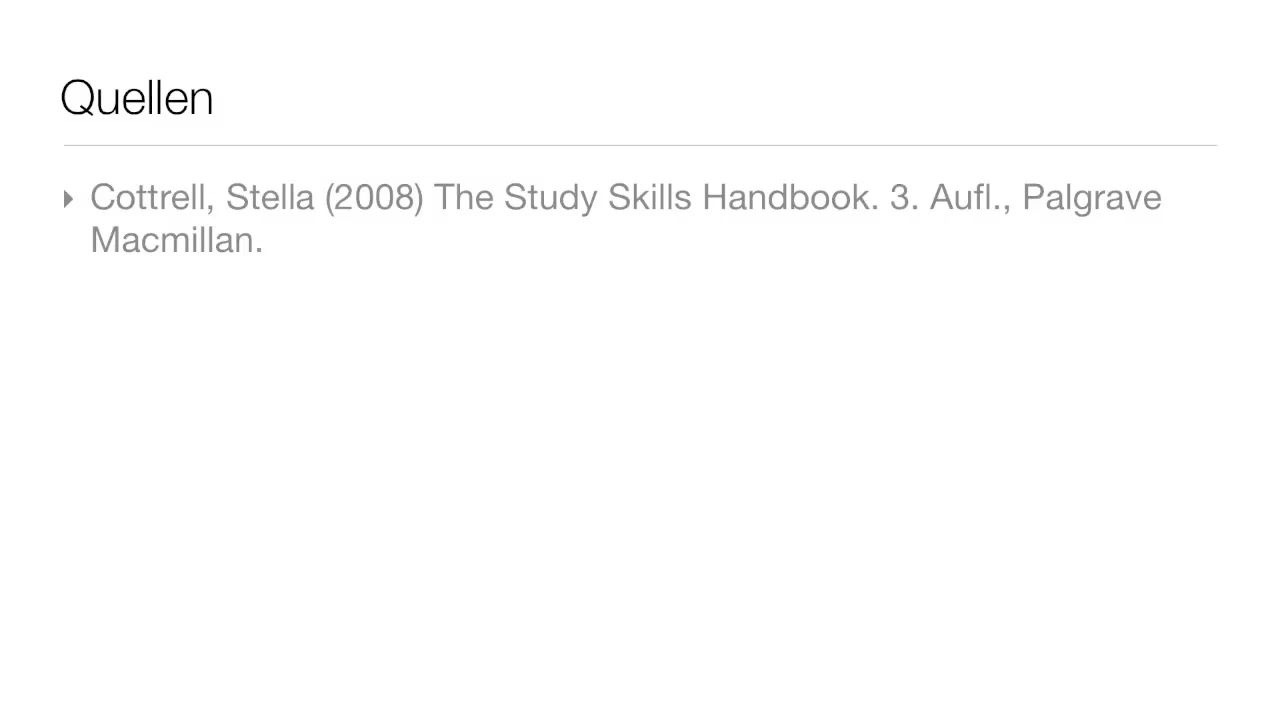 Quellen
Cottrell, Stella (2008) The Study Skills Handbook. 3. Aufl., Palgrave
Macmillan.